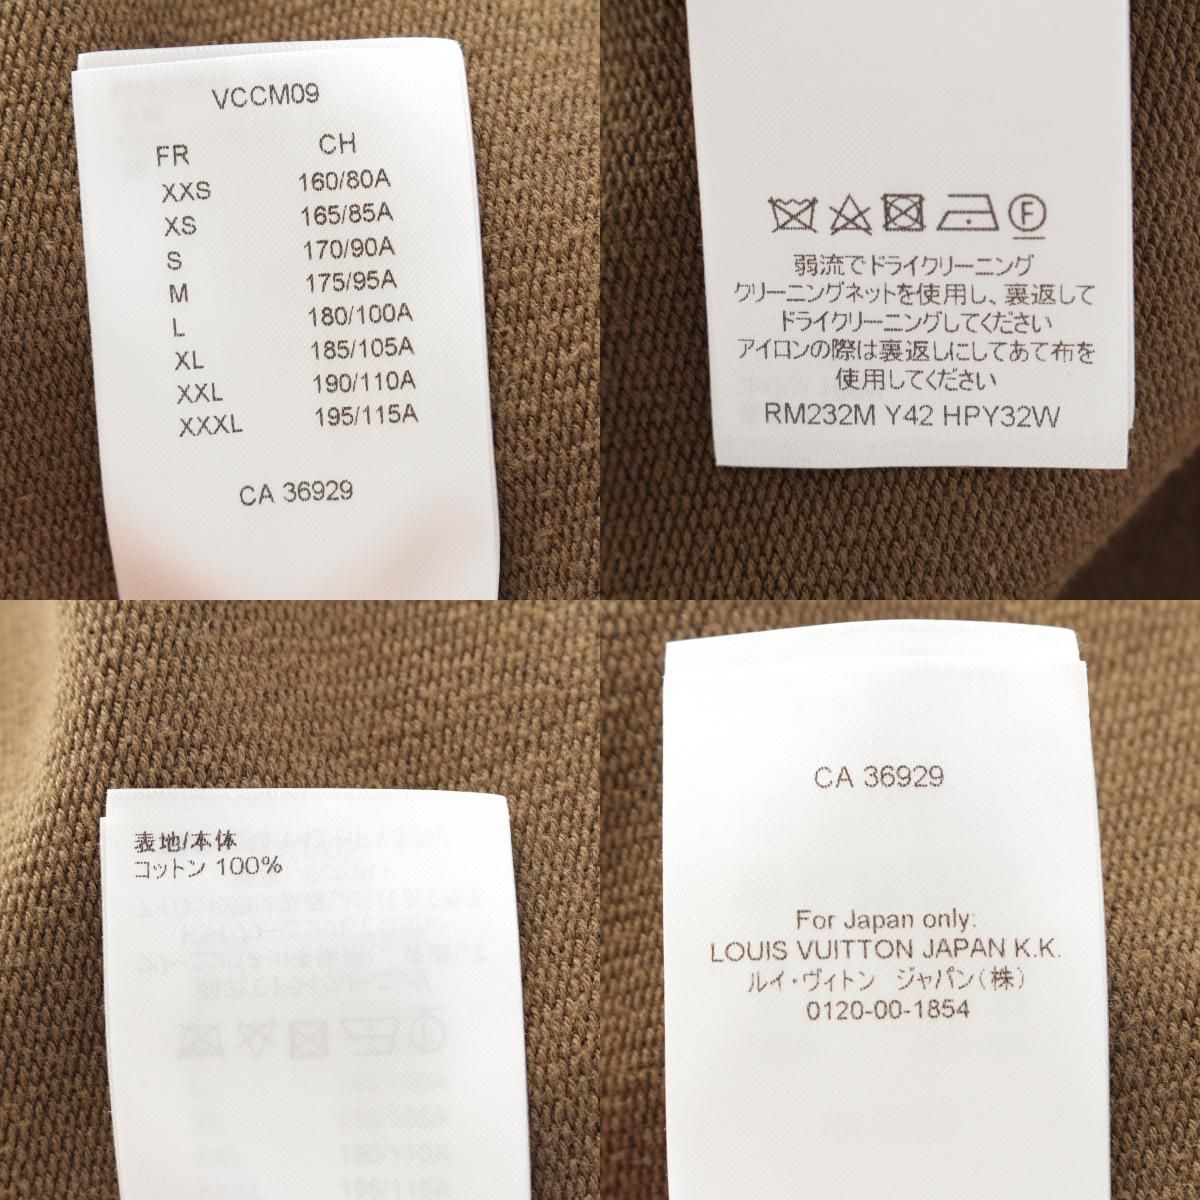 VCCM09
FR CH
XXS 160/80A
XS 165/85A
S 170/90A
M 175/95A
L 180/100A
XL 185/105A
XXL 190/110A
XXXL 195/115A
CA 36929
F
弱流でドライクリーニング
クリーニングネットを使用し、裏返して
ドライクリーニングしてください
アイロンの際は裏返しにしてあて布を
使用してください
RM232M Y42 HPY32W
表地/本体
コットン 100%
CA 36929
For Japan only:
LOUIS VUITTON JAPAN K.K.
ルイ・ヴィトン ジャパン(株)
0120-00-1854